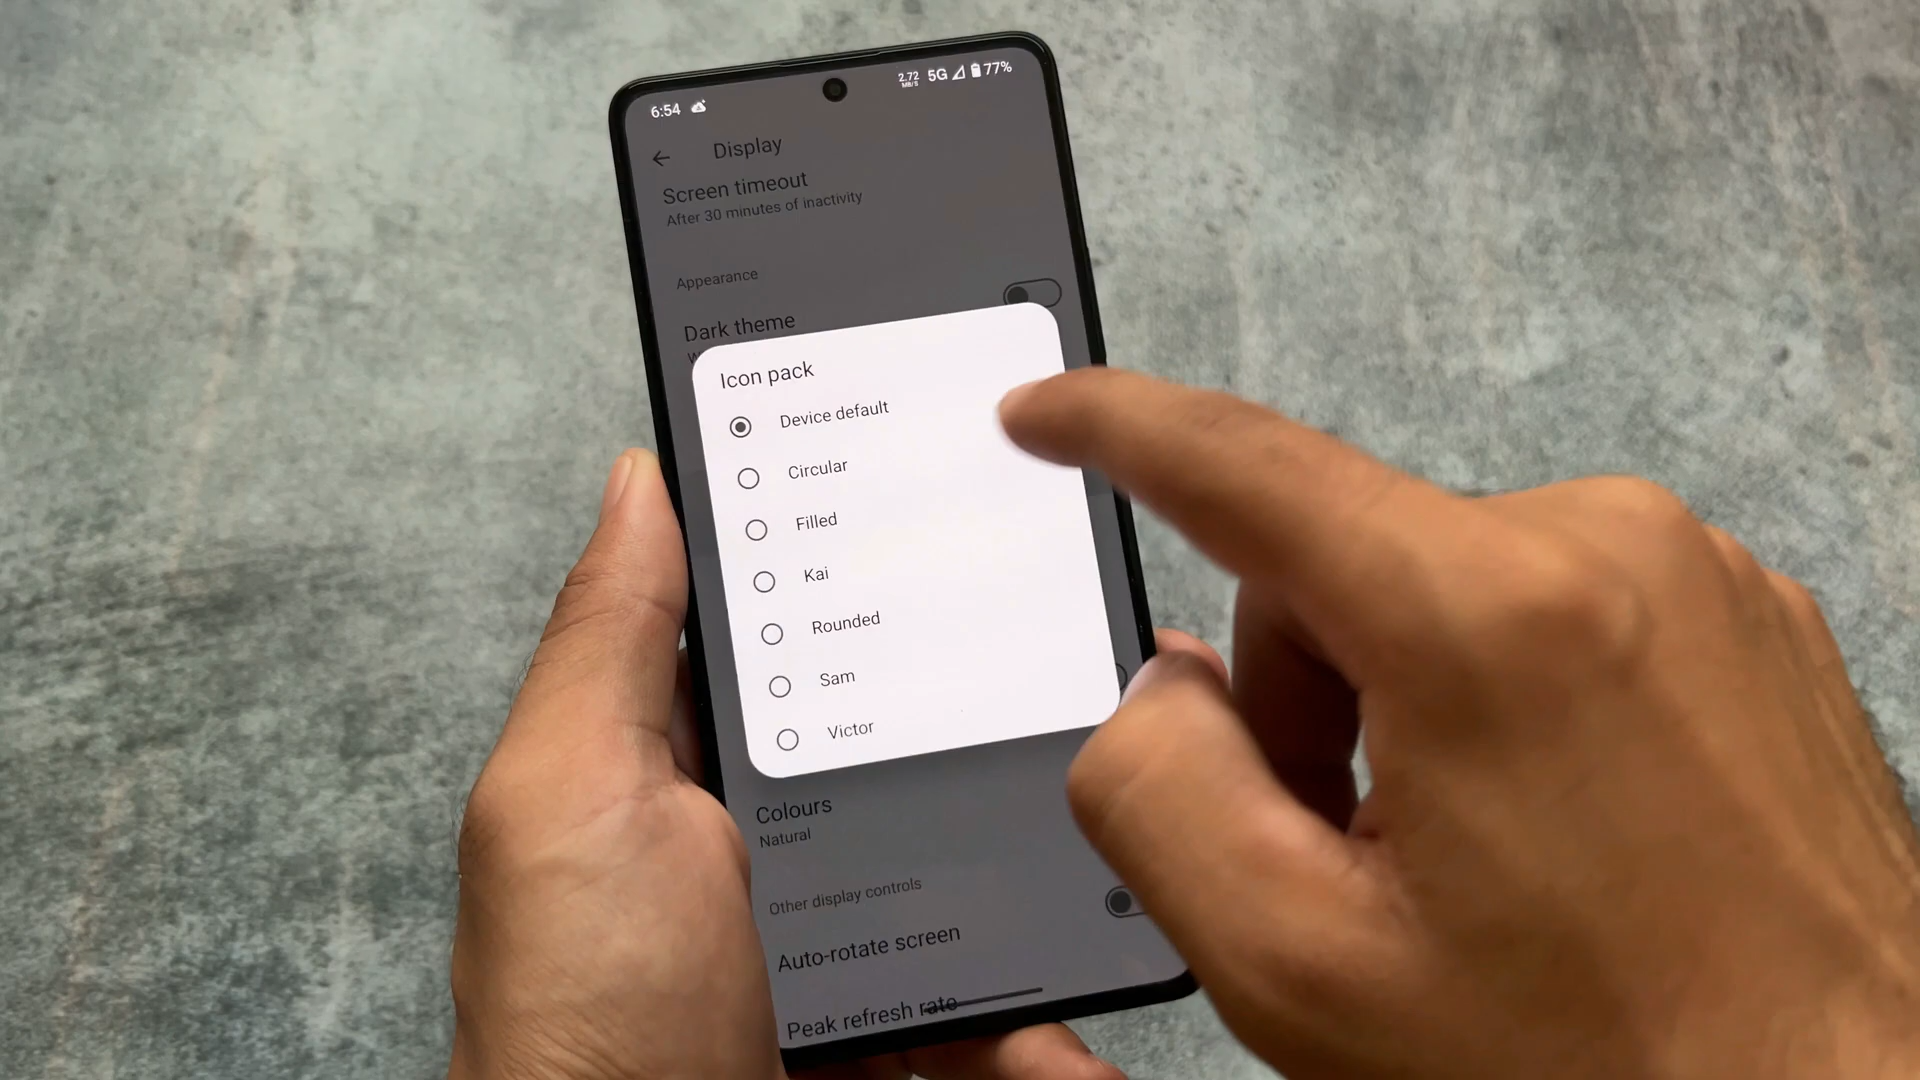 6:54
2.72 MB/S 5G 77%
Display
Screen timeout
After 30 minutes of inactivity
Appearance
Dark theme
Icon pack
Device default
Circular
Filled
Kai
Rounded
Sam
Victor
Colours
Natural
Other display controls
Auto-rotate screen
Peak refresh rate